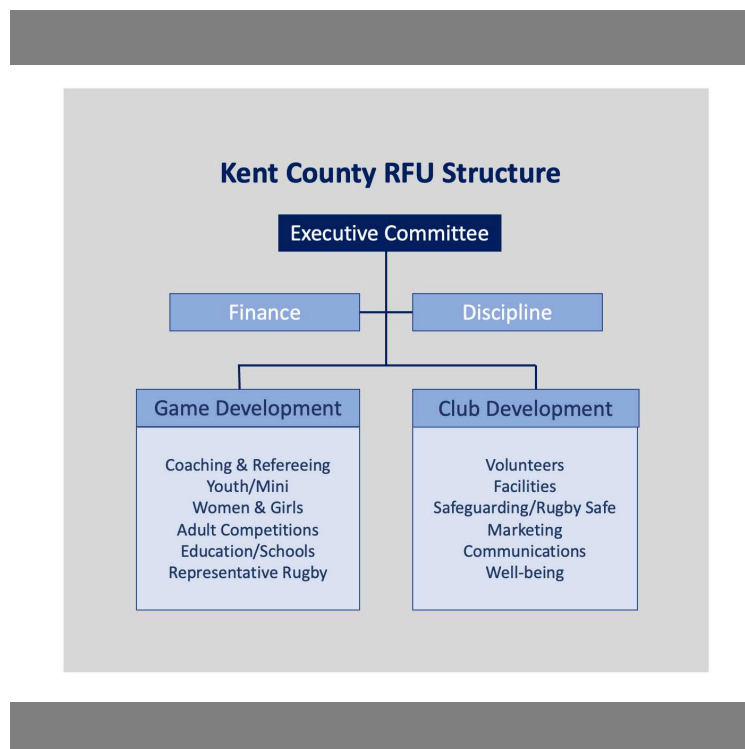 Kent County RFU Structure
Executive Committee
Finance
Discipline
Game Development
Coaching & Refereeing
Youth/Mini
Women & Girls
Adult Competitions
Education/Schools
Representative Rugby
Club Development
Volunteers
Facilities
Safeguarding/Rugby Safe
Marketing
Communications
Well-being